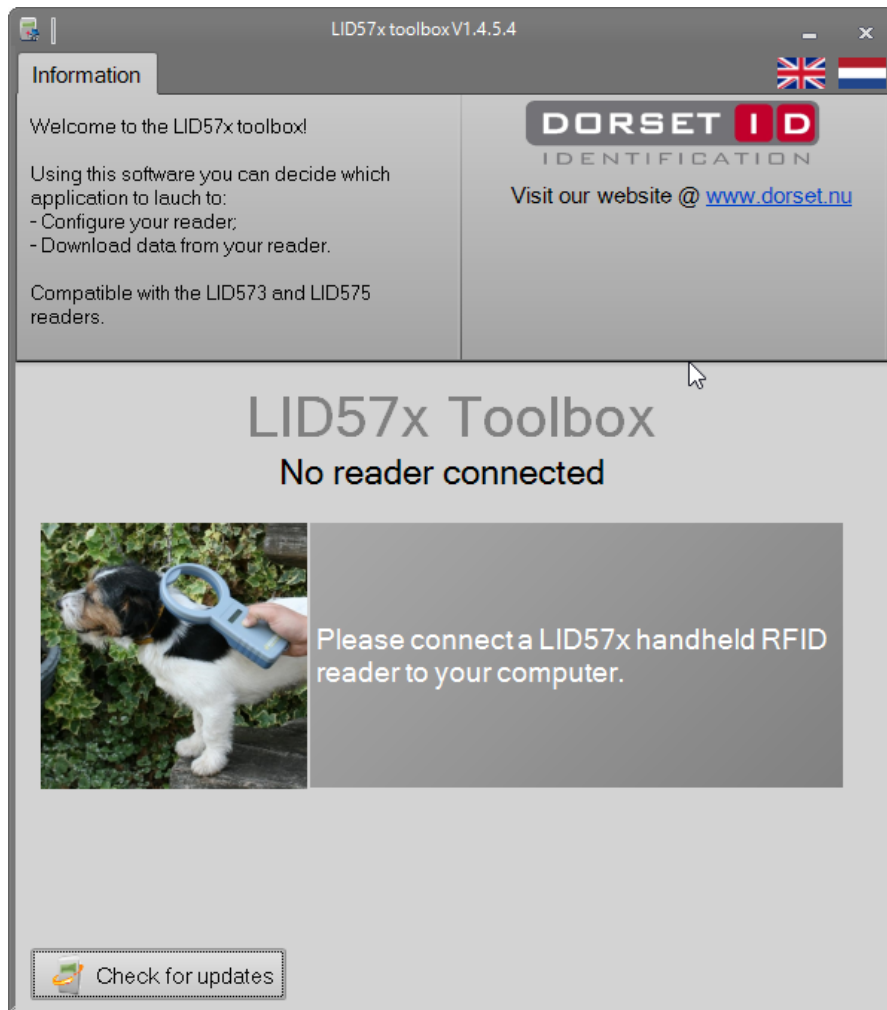 LID57x toolbox V1.4.5.4
Information
Welcome to the LID57x toolbox!
Using this software you can decide which
application to lauch to:
- Configure your reader;
- Download data from your reader.
Compatible with the LID573 and LID575
readers.
DORSET ID
IDENTIFICATION
Visit our website @ www.dorset.nu
LID57x Toolbox
No reader connected
Please connect a LID57x handheld RFID
reader to your computer.
Check for updates